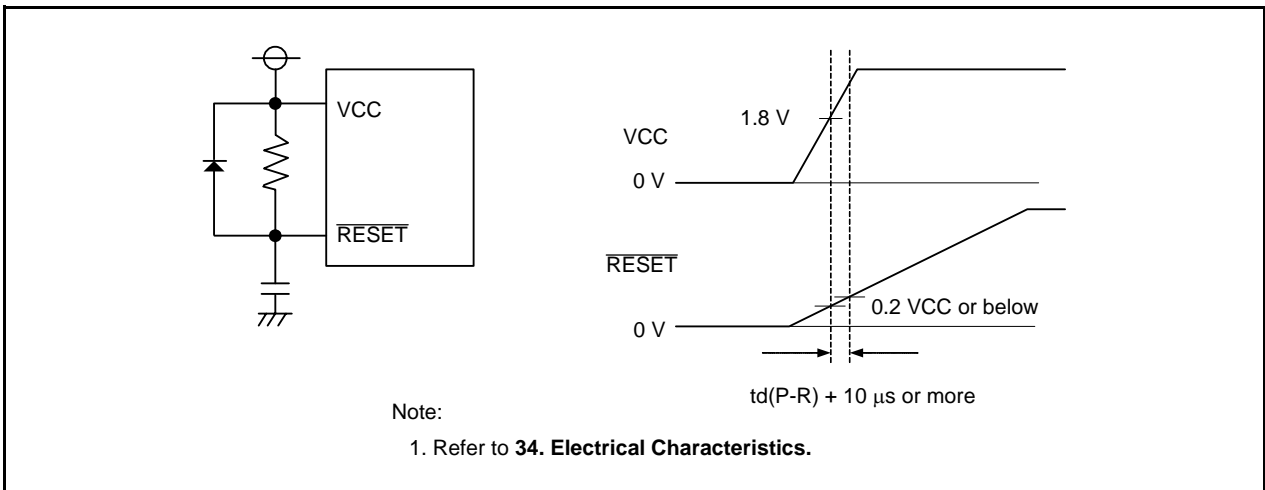 VCC
RESET
1.8 V
VCC
0 V
RESET
0.2 VCC or below
0 V
td(P-R) + 10 μs or more
Note:
1. Refer to 34. Electrical Characteristics.